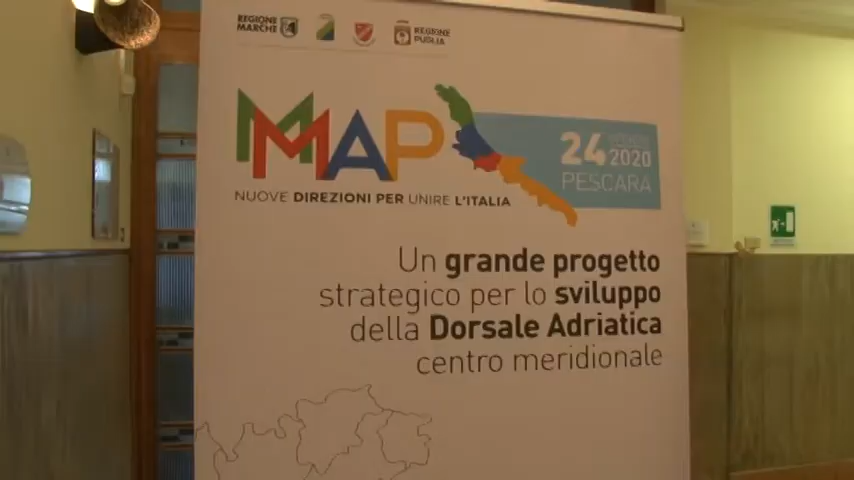 REGIONE
MARCHE
REGIONE
PUGLIA
MMAP
24
2020
PESCARA
NUOVE DIREZIONI PER UNIRE L'ITALIA
Un grande progetto
strategico per lo sviluppo
della Dorsale Adriatica
centro meridionale